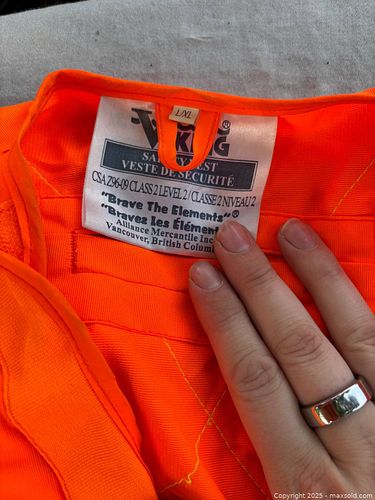 L/XL
VIKING®
SAFETY VEST
VESTE DE SÉCURITÉ
CSA Z96-09 CLASS 2 LEVEL 2 / CLASSE 2 NIVEAU 2
"Brave The Elements"®
"Bravez Les Élément
Alliance Mercantile Inc
Vancouver, British Colum
Copyright © 2025 - maxsold.com